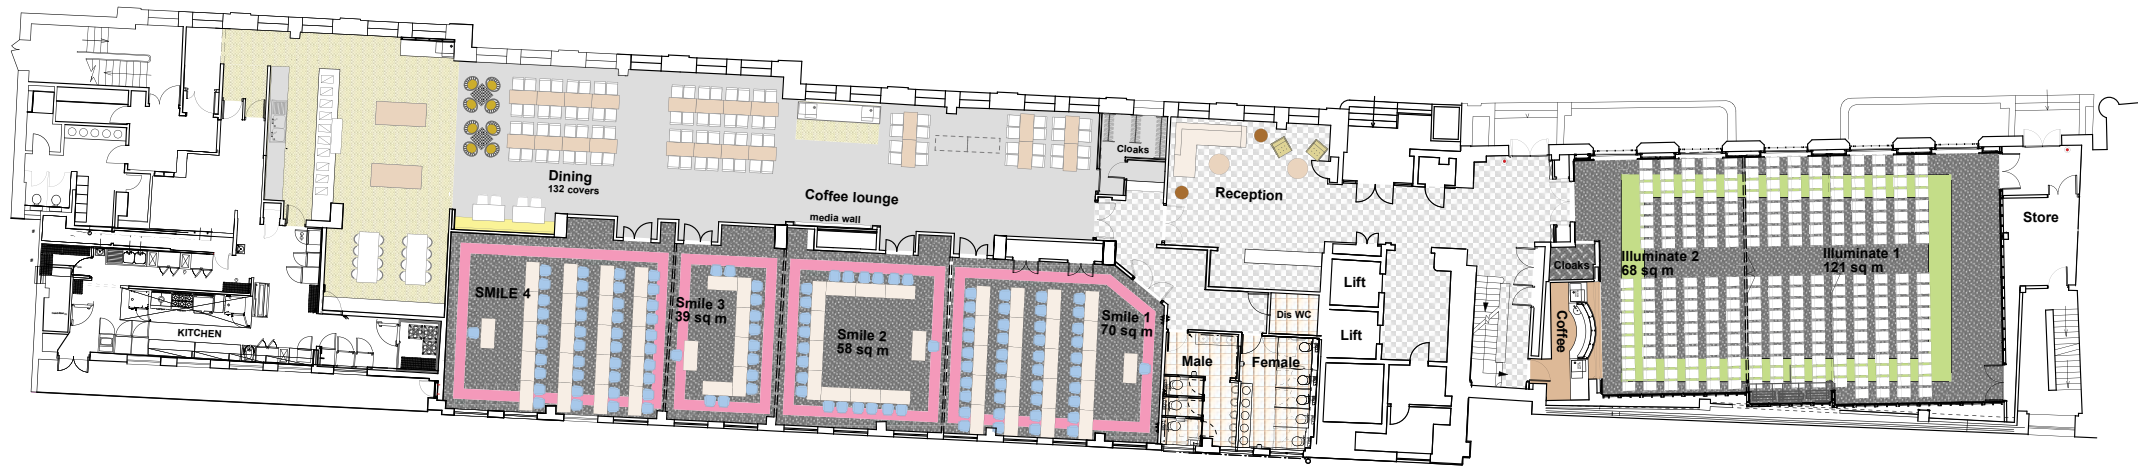 Cloaks
Dining
132 covers
Coffee lounge
media wall
Reception
Store
SMILE 4
Smile 3
39 sq m
Smile 2
58 sq m
Smile 1
70 sq m
KITCHEN
Male
Female
Dis WC
Lift
Lift
Cloaks
Coffee
Illuminate 2
68 sq m
Illuminate 1
121 sq m